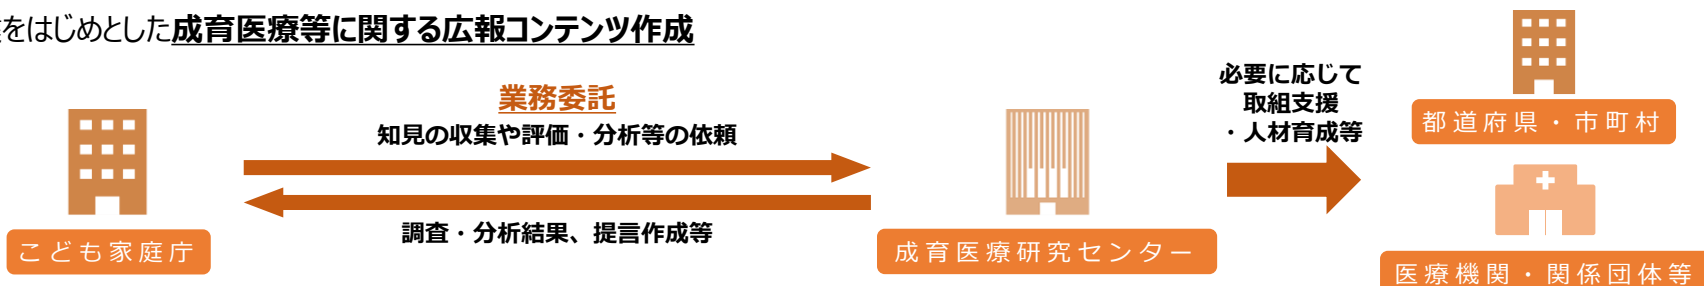 をはじめとした成育医療等に関する広報コンテンツ作成
業務委託
知見の収集や評価・分析等の依頼
調査・分析結果、提言作成等
こども家庭庁
成育医療研究センター
必要に応じて
取組支援
・人材育成等
都道府県・市町村
医療機関・関係団体等